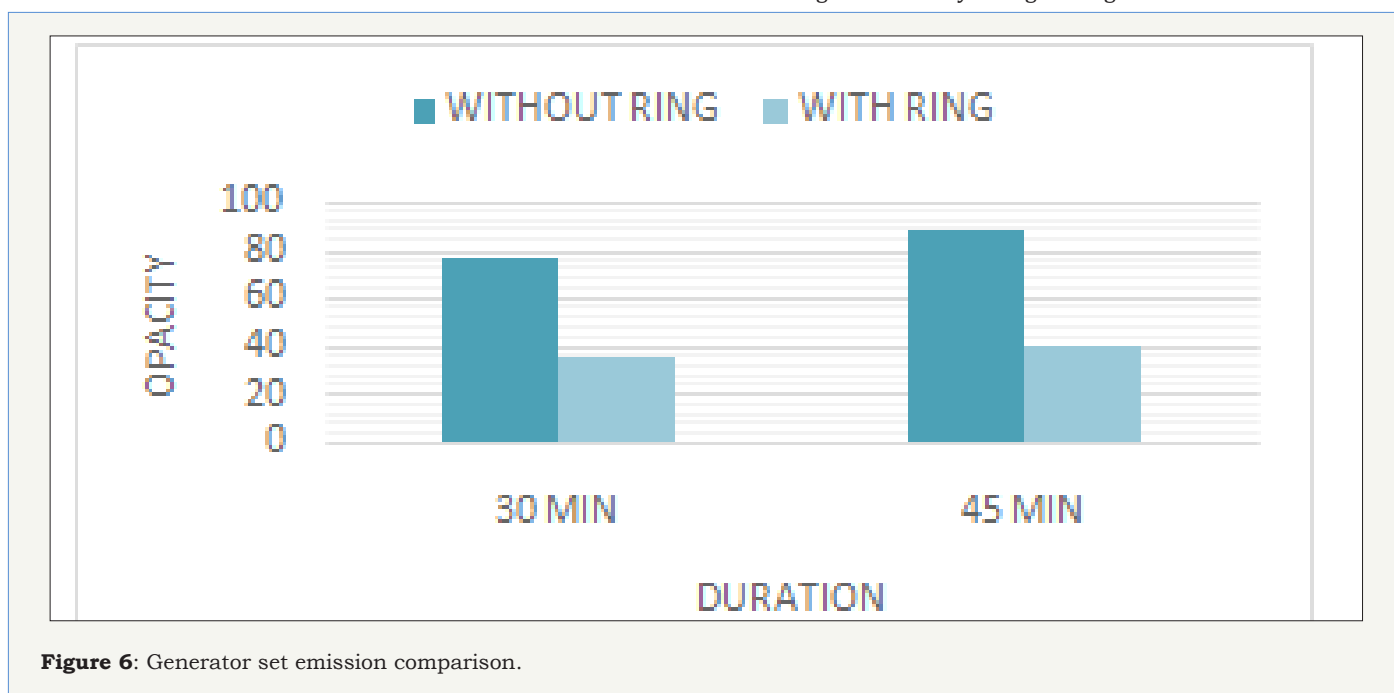 WITHOUT RING WITH RING
100
80
60
40
20
0
OPACITY
30 MIN 45 MIN
DURATION
Figure 6: Generator set emission comparison.